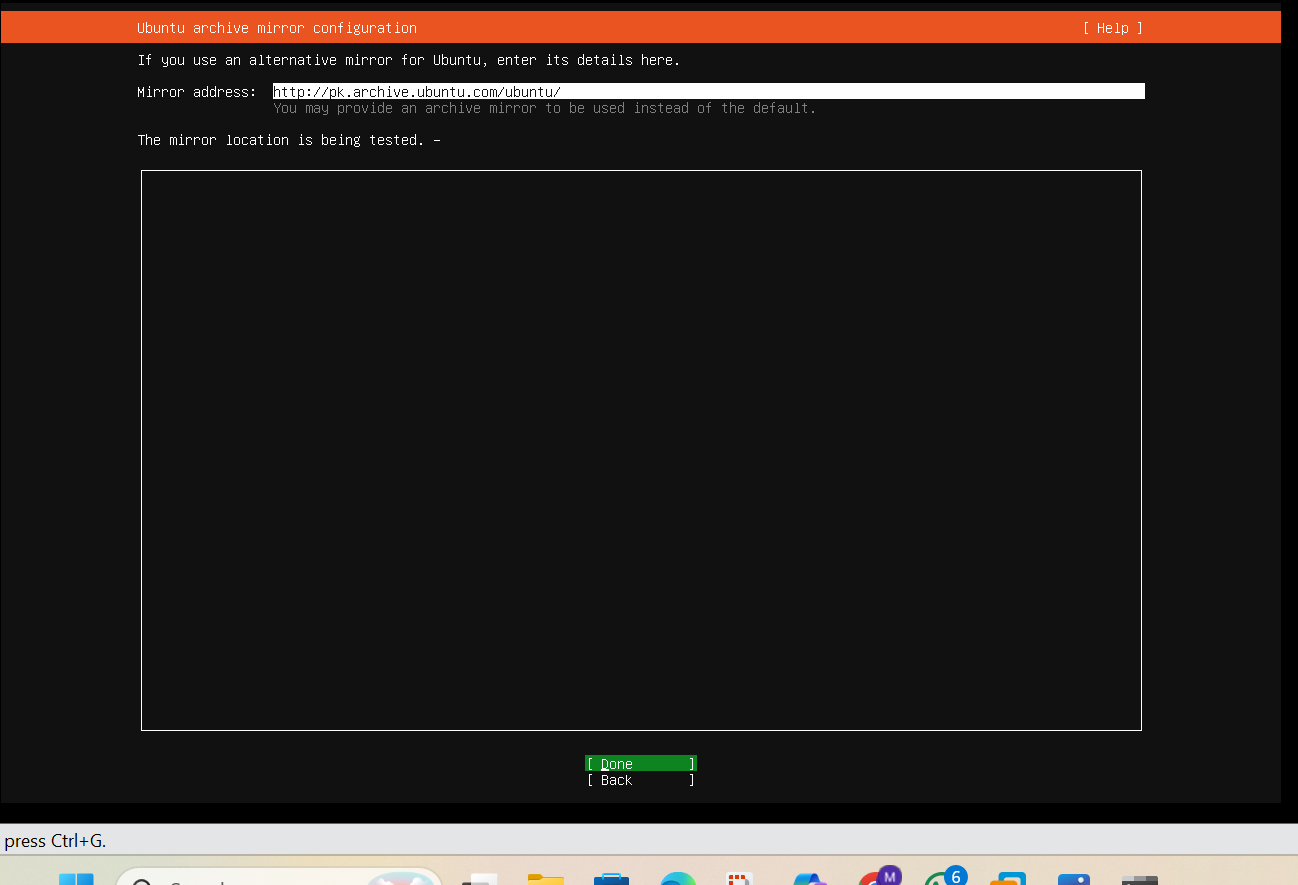 Ubuntu archive mirror configuration [ Help ]
If you use an alternative mirror for Ubuntu, enter its details here.
Mirror address: http://pk.archive.ubuntu.com/ubuntu/
You may provide an archive mirror to be used instead of the default.
The mirror location is being tested. -
[ Done ]
[ Back ]
press Ctrl+G.
M
6